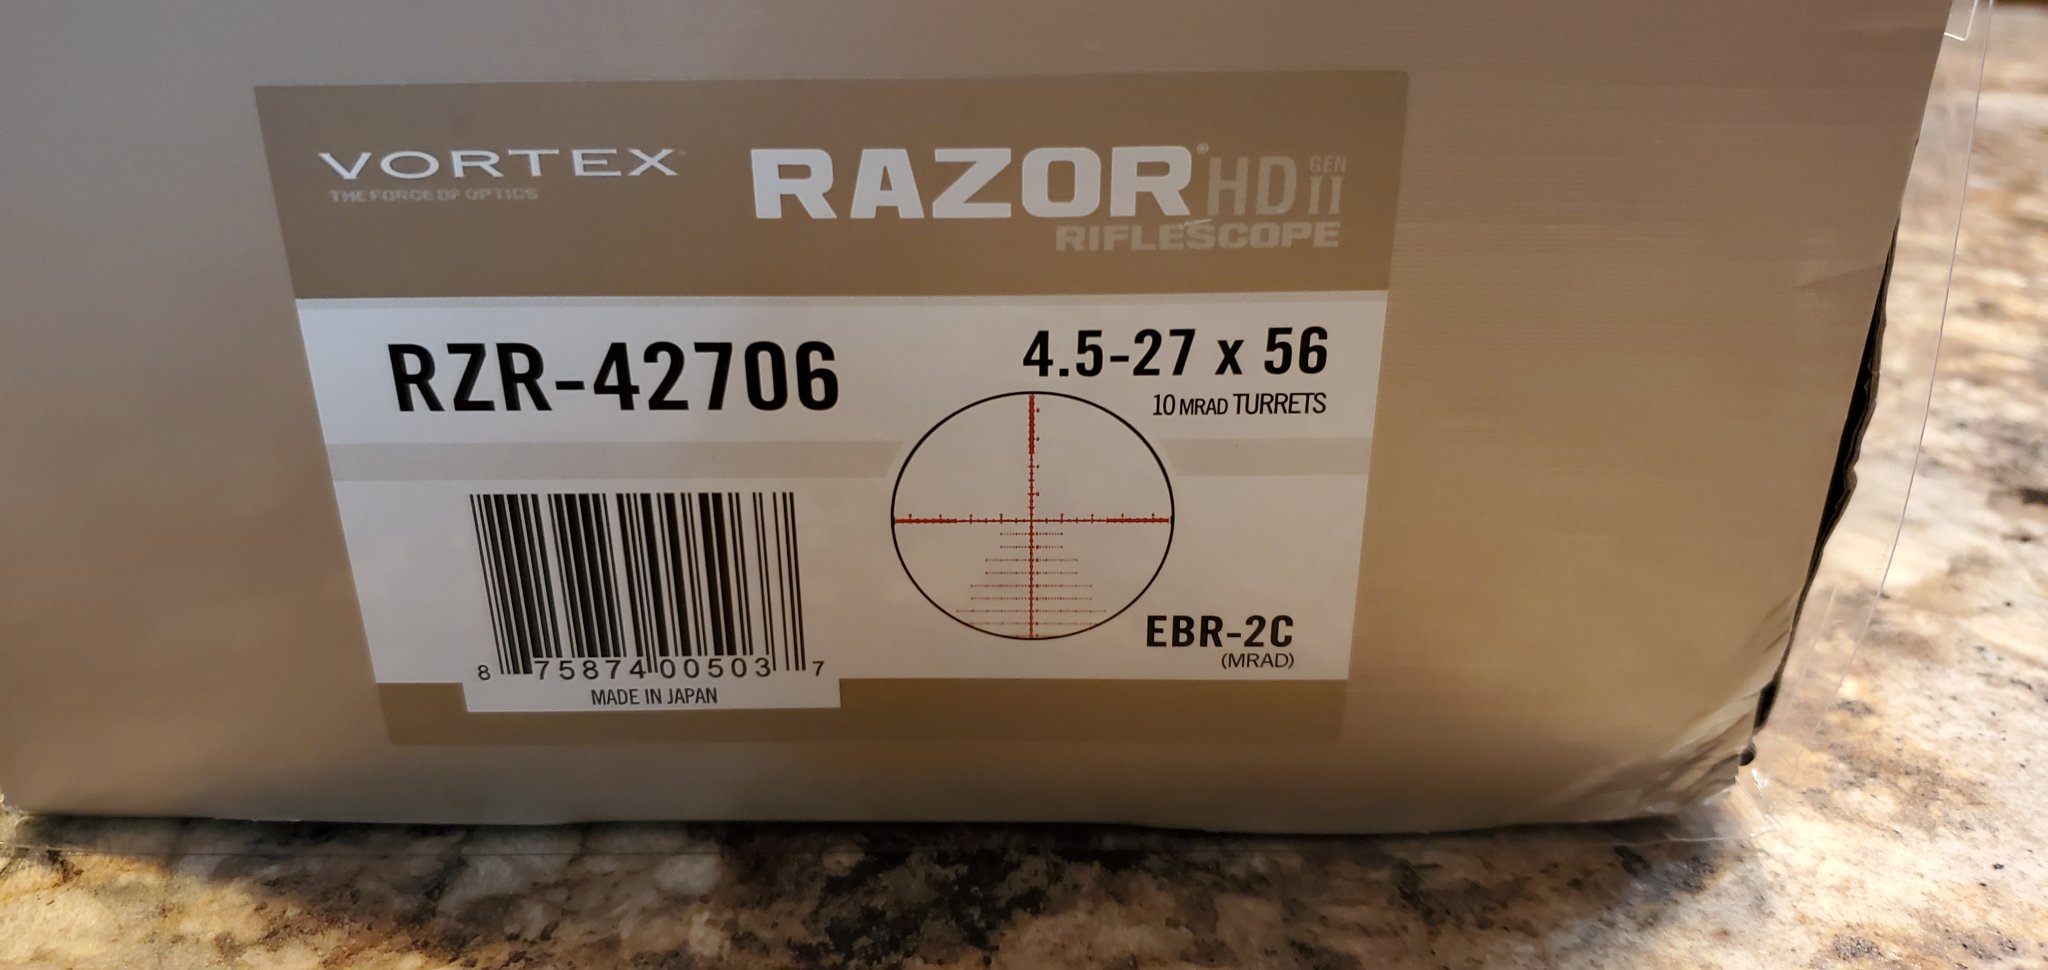 VORTEX
THE FORCE OF OPTICS
RAZOR® HD GEN II
RIFLESCOPE
RZR-42706
4.5-27 x 56
10 MRAD TURRETS
EBR-2C
(MRAD)
8 75874 00503 7
MADE IN JAPAN